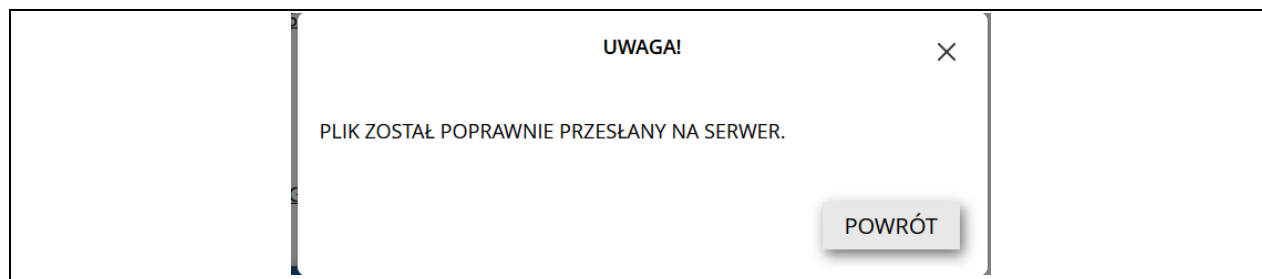 UWAGA!
PLIK ZOSTAŁ POPRAWNIE PRZESŁANY NA SERWER.
POWRÓT